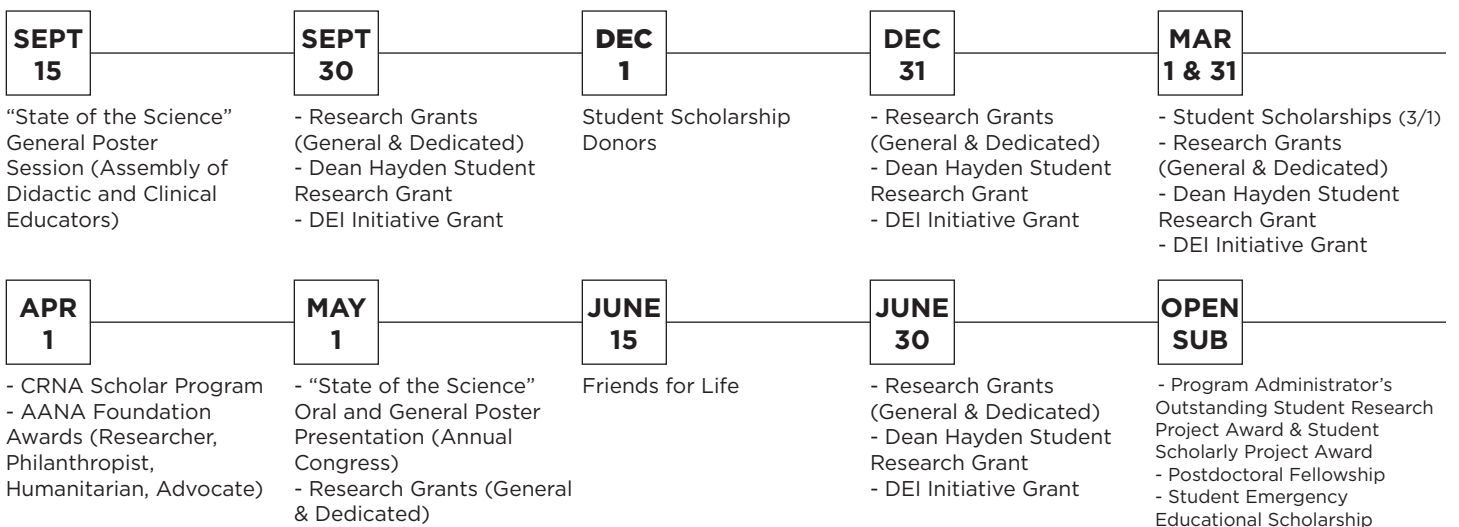 SEPT
15
"State of the Science"
General Poster
Session (Assembly of
Didactic and Clinical
Educators)
SEPT
30
- Research Grants
(General & Dedicated)
- Dean Hayden Student
Research Grant
- DEI Initiative Grant
DEC
1
Student Scholarship
Donors
DEC
31
- Research Grants
(General & Dedicated)
- Dean Hayden Student
Research Grant
- DEI Initiative Grant
MAR
1 & 31
- Student Scholarships (3/1)
- Research Grants
(General & Dedicated)
- Dean Hayden Student
Research Grant
- DEI Initiative Grant
APR
1
- CRNA Scholar Program
- AANA Foundation
Awards (Researcher,
Philanthropist,
Humanitarian, Advocate)
MAY
1
- "State of the Science"
Oral and General Poster
Presentation (Annual
Congress)
- Research Grants (General
& Dedicated)
JUNE
15
Friends for Life
JUNE
30
- Research Grants
(General & Dedicated)
- Dean Hayden Student
Research Grant
- DEI Initiative Grant
OPEN
SUB
- Program Administrator's
Outstanding Student Research
Project Award & Student
Scholarly Project Award
- Postdoctoral Fellowship
- Student Emergency
Educational Scholarship